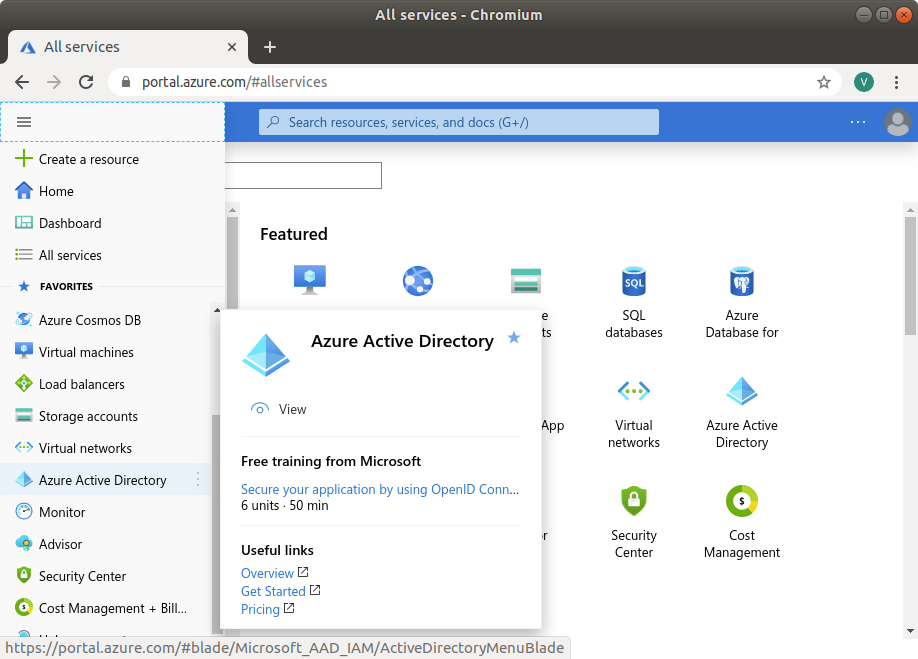 All services - Chromium
All services
portal.azure.com/#allservices
V
Search resources, services, and docs (G+/)
Create a resource
Home
Dashboard
All services
FAVORITES
Azure Cosmos DB
Virtual machines
Load balancers
Storage accounts
Virtual networks
Azure Active Directory
Monitor
Advisor
Security Center
Cost Management + Bill...
Featured
SQL
SQL
databases
Azure
Database for
App
Virtual
networks
Azure Active
Directory
Security
Center
$
Cost
Management
Azure Active Directory
View
Free training from Microsoft
Secure your application by using OpenID Conn...
6 units · 50 min
Useful links
Overview
Get Started
Pricing
https://portal.azure.com/#blade/Microsoft_AAD_IAM/ActiveDirectoryMenuBlade